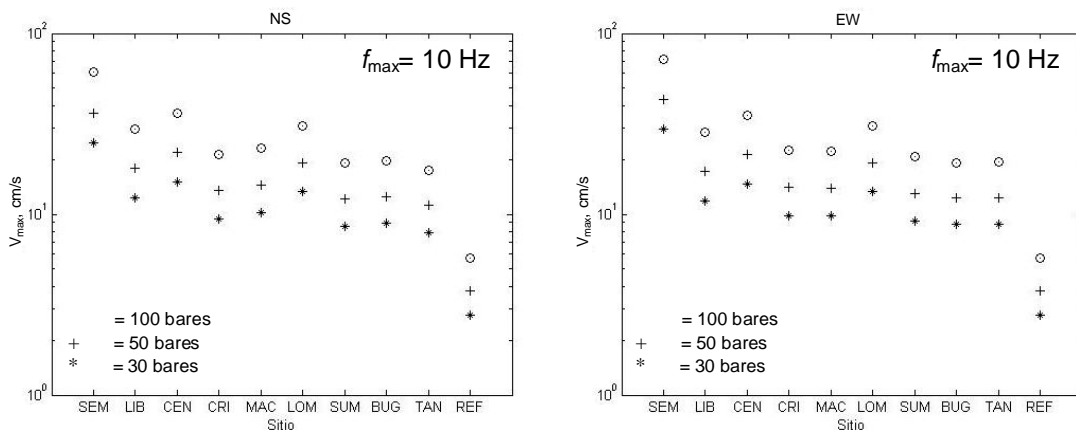 NS
f_max= 10 Hz
10²
10¹
10⁰
V_max, cm/s
= 100 bares
+ = 50 bares
* = 30 bares
SEM LIB CEN CRI MAC LOM SUM BUG TAN REF
Sitio
EW
f_max= 10 Hz
10²
10¹
10⁰
V_max, cm/s
= 100 bares
+ = 50 bares
* = 30 bares
SEM LIB CEN CRI MAC LOM SUM BUG TAN REF
Sitio